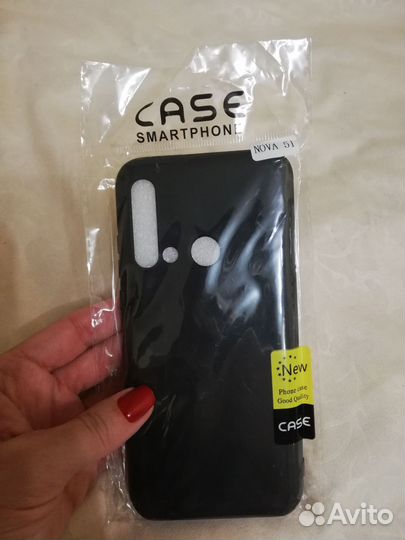 CASE
SMARTPHONE
NOVA 5I
New
Phone case
Good Quality
CASE
Avito